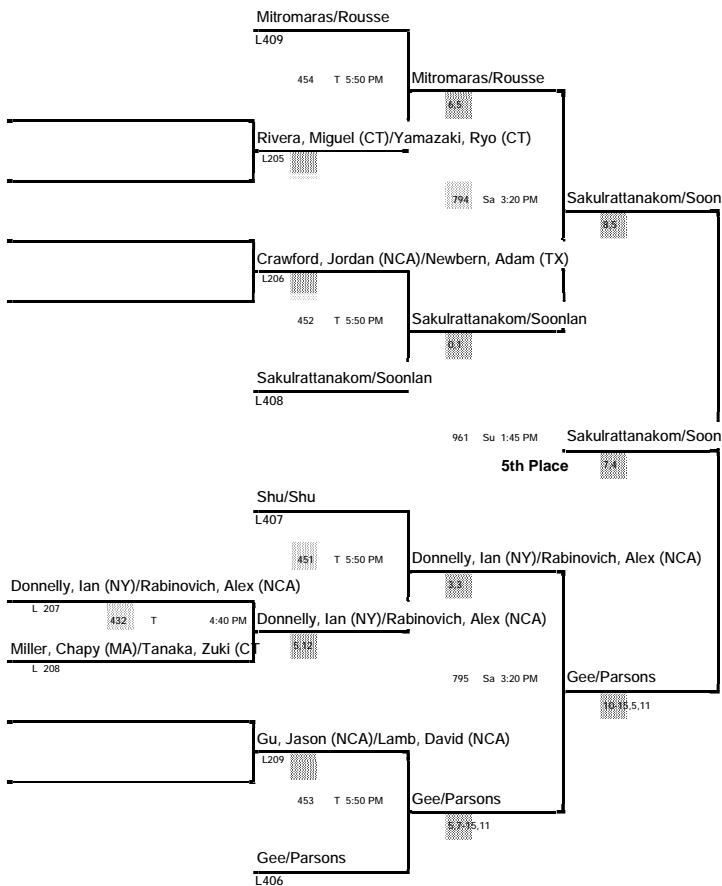 Mitromaras/Rousse
L409
454 T 5:50 PM Mitromaras/Rousse
6,5
Rivera, Miguel (CT)/Yamazaki, Ryo (CT)
L205
794 Sa 3:20 PM Sakulrattanakom/Soon
8,5
Crawford, Jordan (NCA)/Newbern, Adam (TX)
L206
452 T 5:50 PM Sakulrattanakom/Soonlan
0,1
Sakulrattanakom/Soonlan
L408
961 Su 1:45 PM Sakulrattanakom/Soon
5th Place 7,4
Shu/Shu
L407
451 T 5:50 PM Donnelly, Ian (NY)/Rabinovich, Alex (NCA)
3,3
Donnelly, Ian (NY)/Rabinovich, Alex (NCA)
L 207
432 T 4:40 PM Donnelly, Ian (NY)/Rabinovich, Alex (NCA)
5,12
Miller, Chapy (MA)/Tanaka, Zuki (CT
L 208
795 Sa 3:20 PM Gee/Parsons
10-15,5,11
Gu, Jason (NCA)/Lamb, David (NCA)
L209
453 T 5:50 PM Gee/Parsons
5,7-15,11
Gee/Parsons
L406